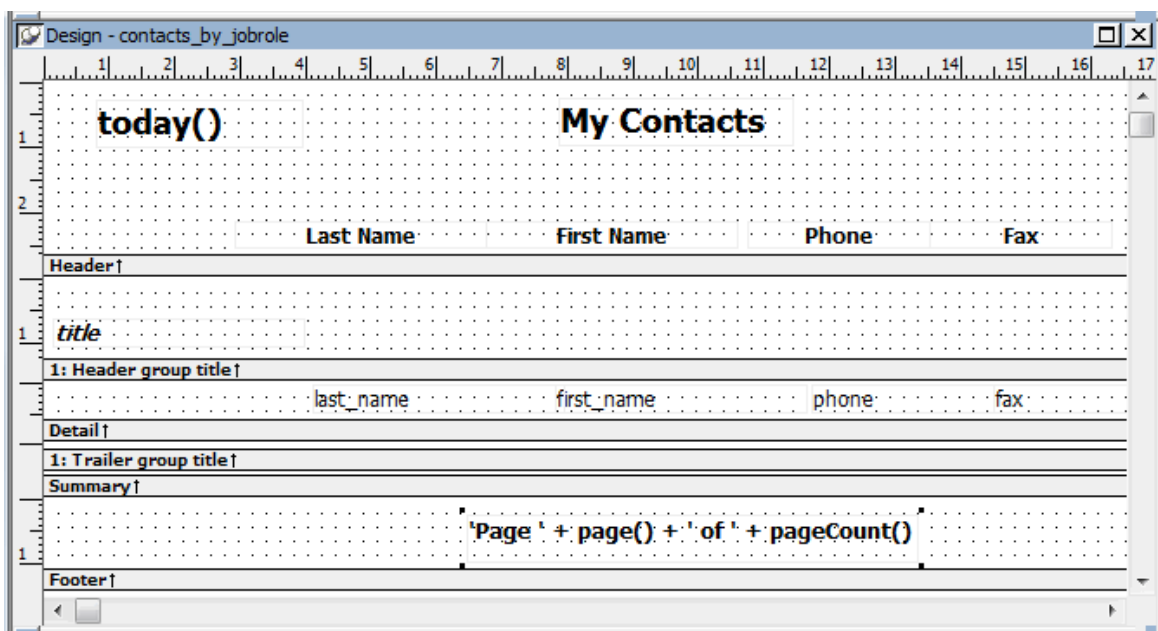 Design - contacts_by_jobrole
1 2 3 4 5 6 7 8 9 10 11 12 13 14 15 16 17
today() My Contacts
1
2
Last Name First Name Phone Fax
Header↑
1 title
1: Header group title↑
last_name first_name phone fax
Detail↑
1: Trailer group title↑
Summary↑
'Page ' + page() + ' of ' + pageCount()
1
Footer↑